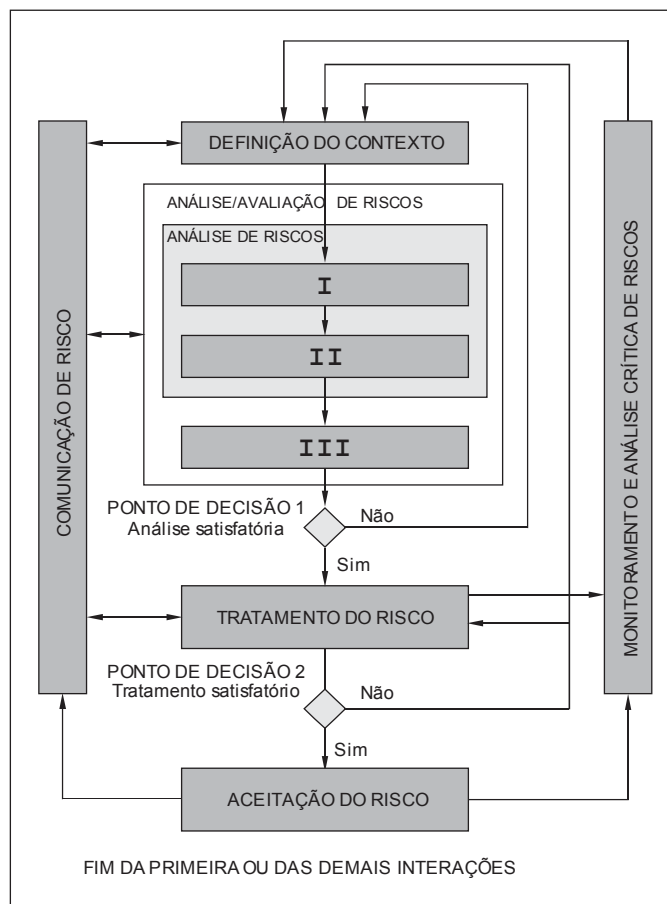 DEFINIÇÃO DO CONTEXTO
ANÁLISE/AVALIAÇÃO DE RISCOS
ANÁLISE DE RISCOS
I
II
III
COMUNICAÇÃO DE RISCO
MONITORAMENTO E ANÁLISE CRÍTICA DE RISCOS
PONTO DE DECISÃO 1
Análise satisfatória
Não
Sim
TRATAMENTO DO RISCO
PONTO DE DECISÃO 2
Tratamento satisfatório
Não
Sim
ACEITAÇÃO DO RISCO
FIM DA PRIMEIRA OU DAS DEMAIS INTERAÇÕES